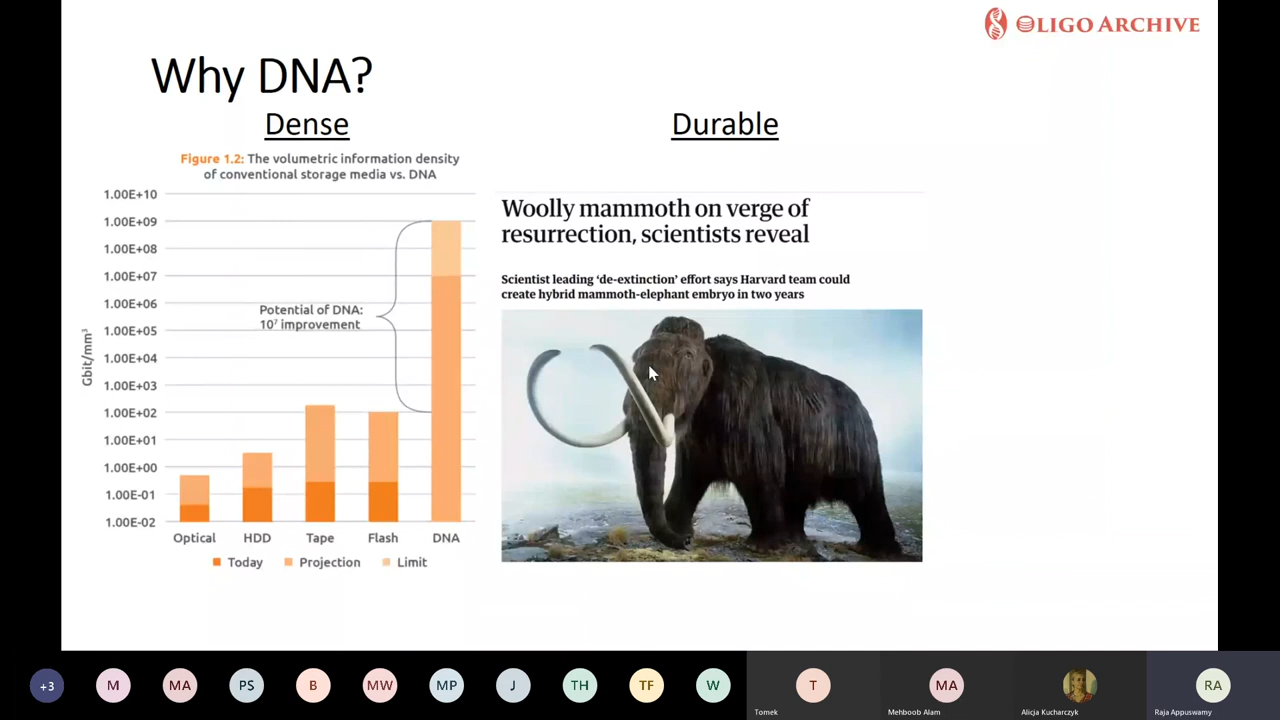 OLIGO ARCHIVE
Why DNA?
Dense
Durable
Figure 1.2: The volumetric information density
of conventional storage media vs. DNA
1.00E+10
1.00E+09
1.00E+08
1.00E+07
1.00E+06
1.00E+05
1.00E+04
1.00E+03
1.00E+02
1.00E+01
1.00E+00
1.00E-01
1.00E-02
Gbit/mm³
Potential of DNA:
10⁷ improvement
Optical HDD Tape Flash DNA
Today Projection Limit
Woolly mammoth on verge of
resurrection, scientists reveal
Scientist leading ‘de-extinction’ effort says Harvard team could
create hybrid mammoth-elephant embryo in two years
+3 M MA PS B MW MP J TH TF W T MA RA
Tomek Mehboob Alam Alicja Kucharczyk Raja Appuswamy